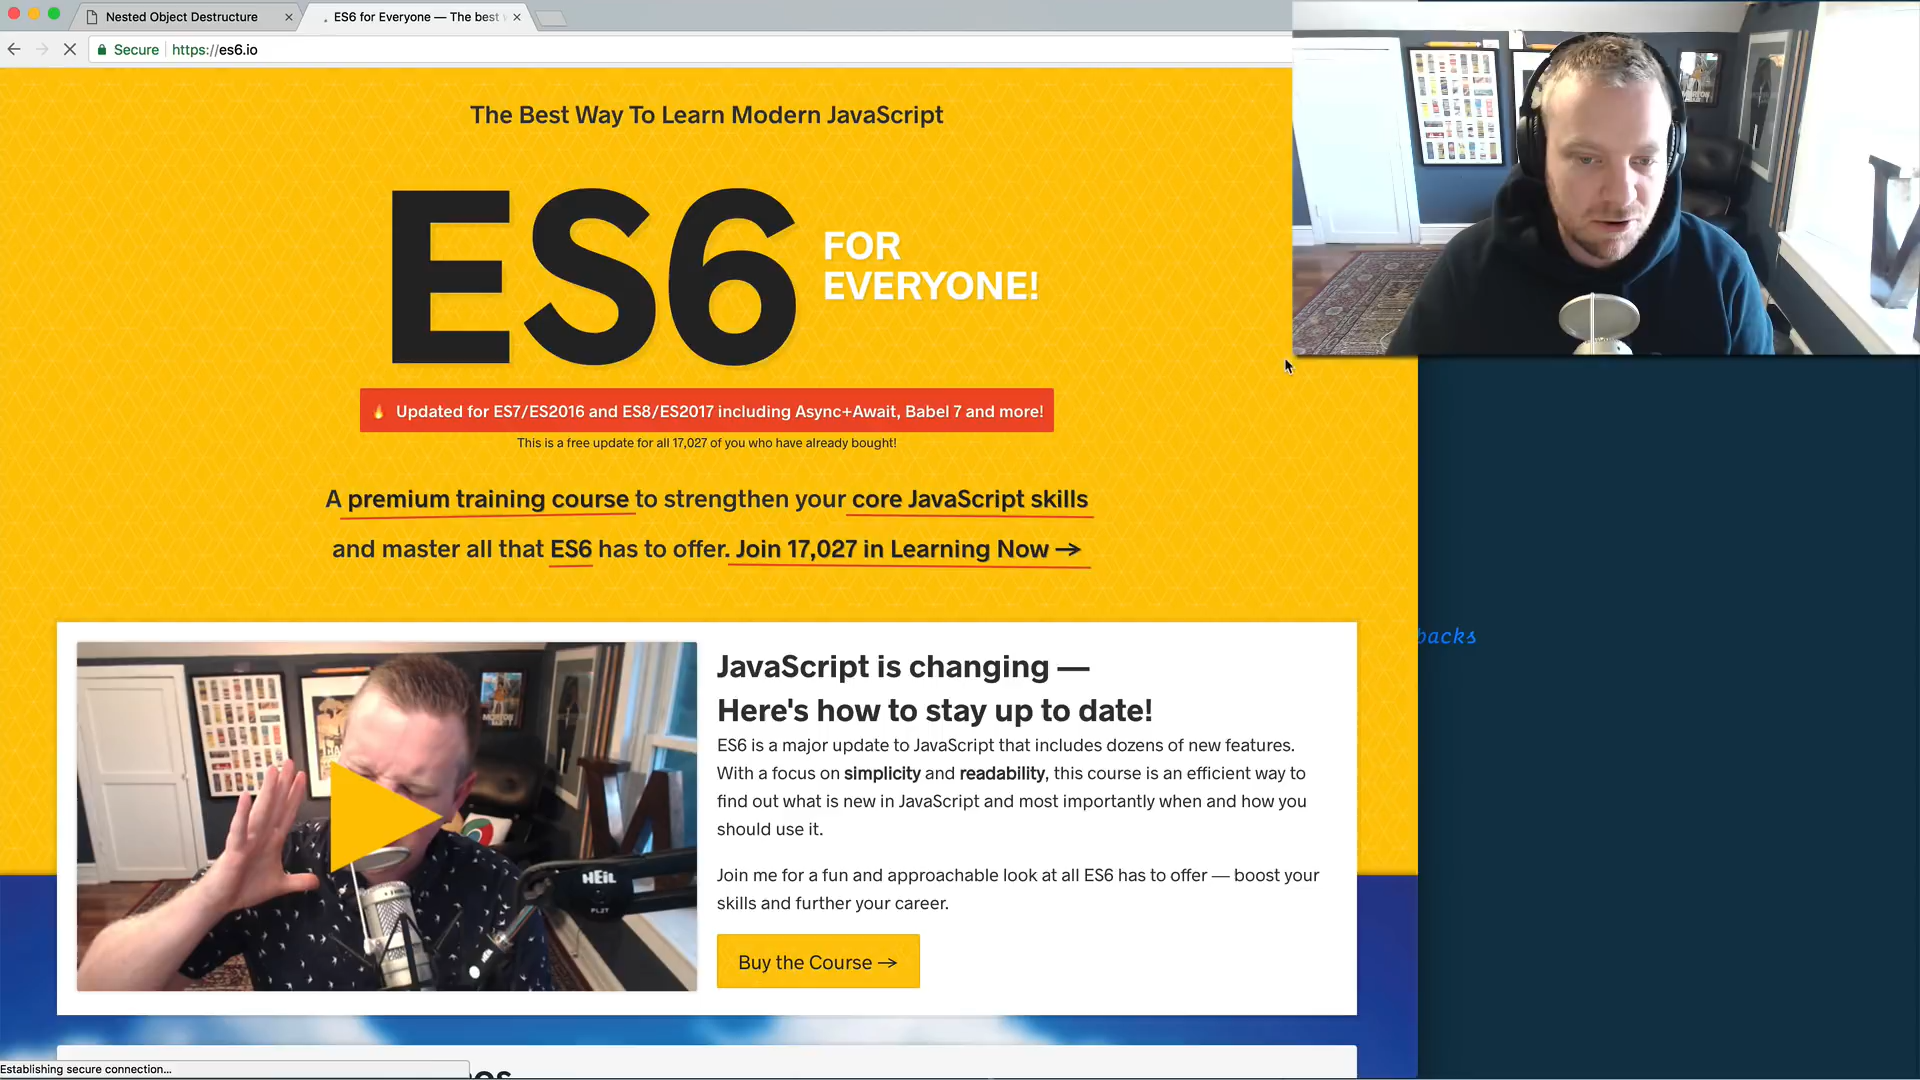 Nested Object Destructure
ES6 for Everyone — The best
Secure https://es6.io
The Best Way To Learn Modern JavaScript
ES6
FOR
EVERYONE!
🔥 Updated for ES7/ES2016 and ES8/ES2017 including Async+Await, Babel 7 and more!
This is a free update for all 17,027 of you who have already bought!
A premium training course to strengthen your core JavaScript skills
and master all that ES6 has to offer. Join 17,027 in Learning Now →
backs
JavaScript is changing —
Here's how to stay up to date!
ES6 is a major update to JavaScript that includes dozens of new features.
With a focus on simplicity and readability, this course is an efficient way to
find out what is new in JavaScript and most importantly when and how you
should use it.
Join me for a fun and approachable look at all ES6 has to offer — boost your
skills and further your career.
HEiL
PL2T
Buy the Course →
Establishing secure connection...